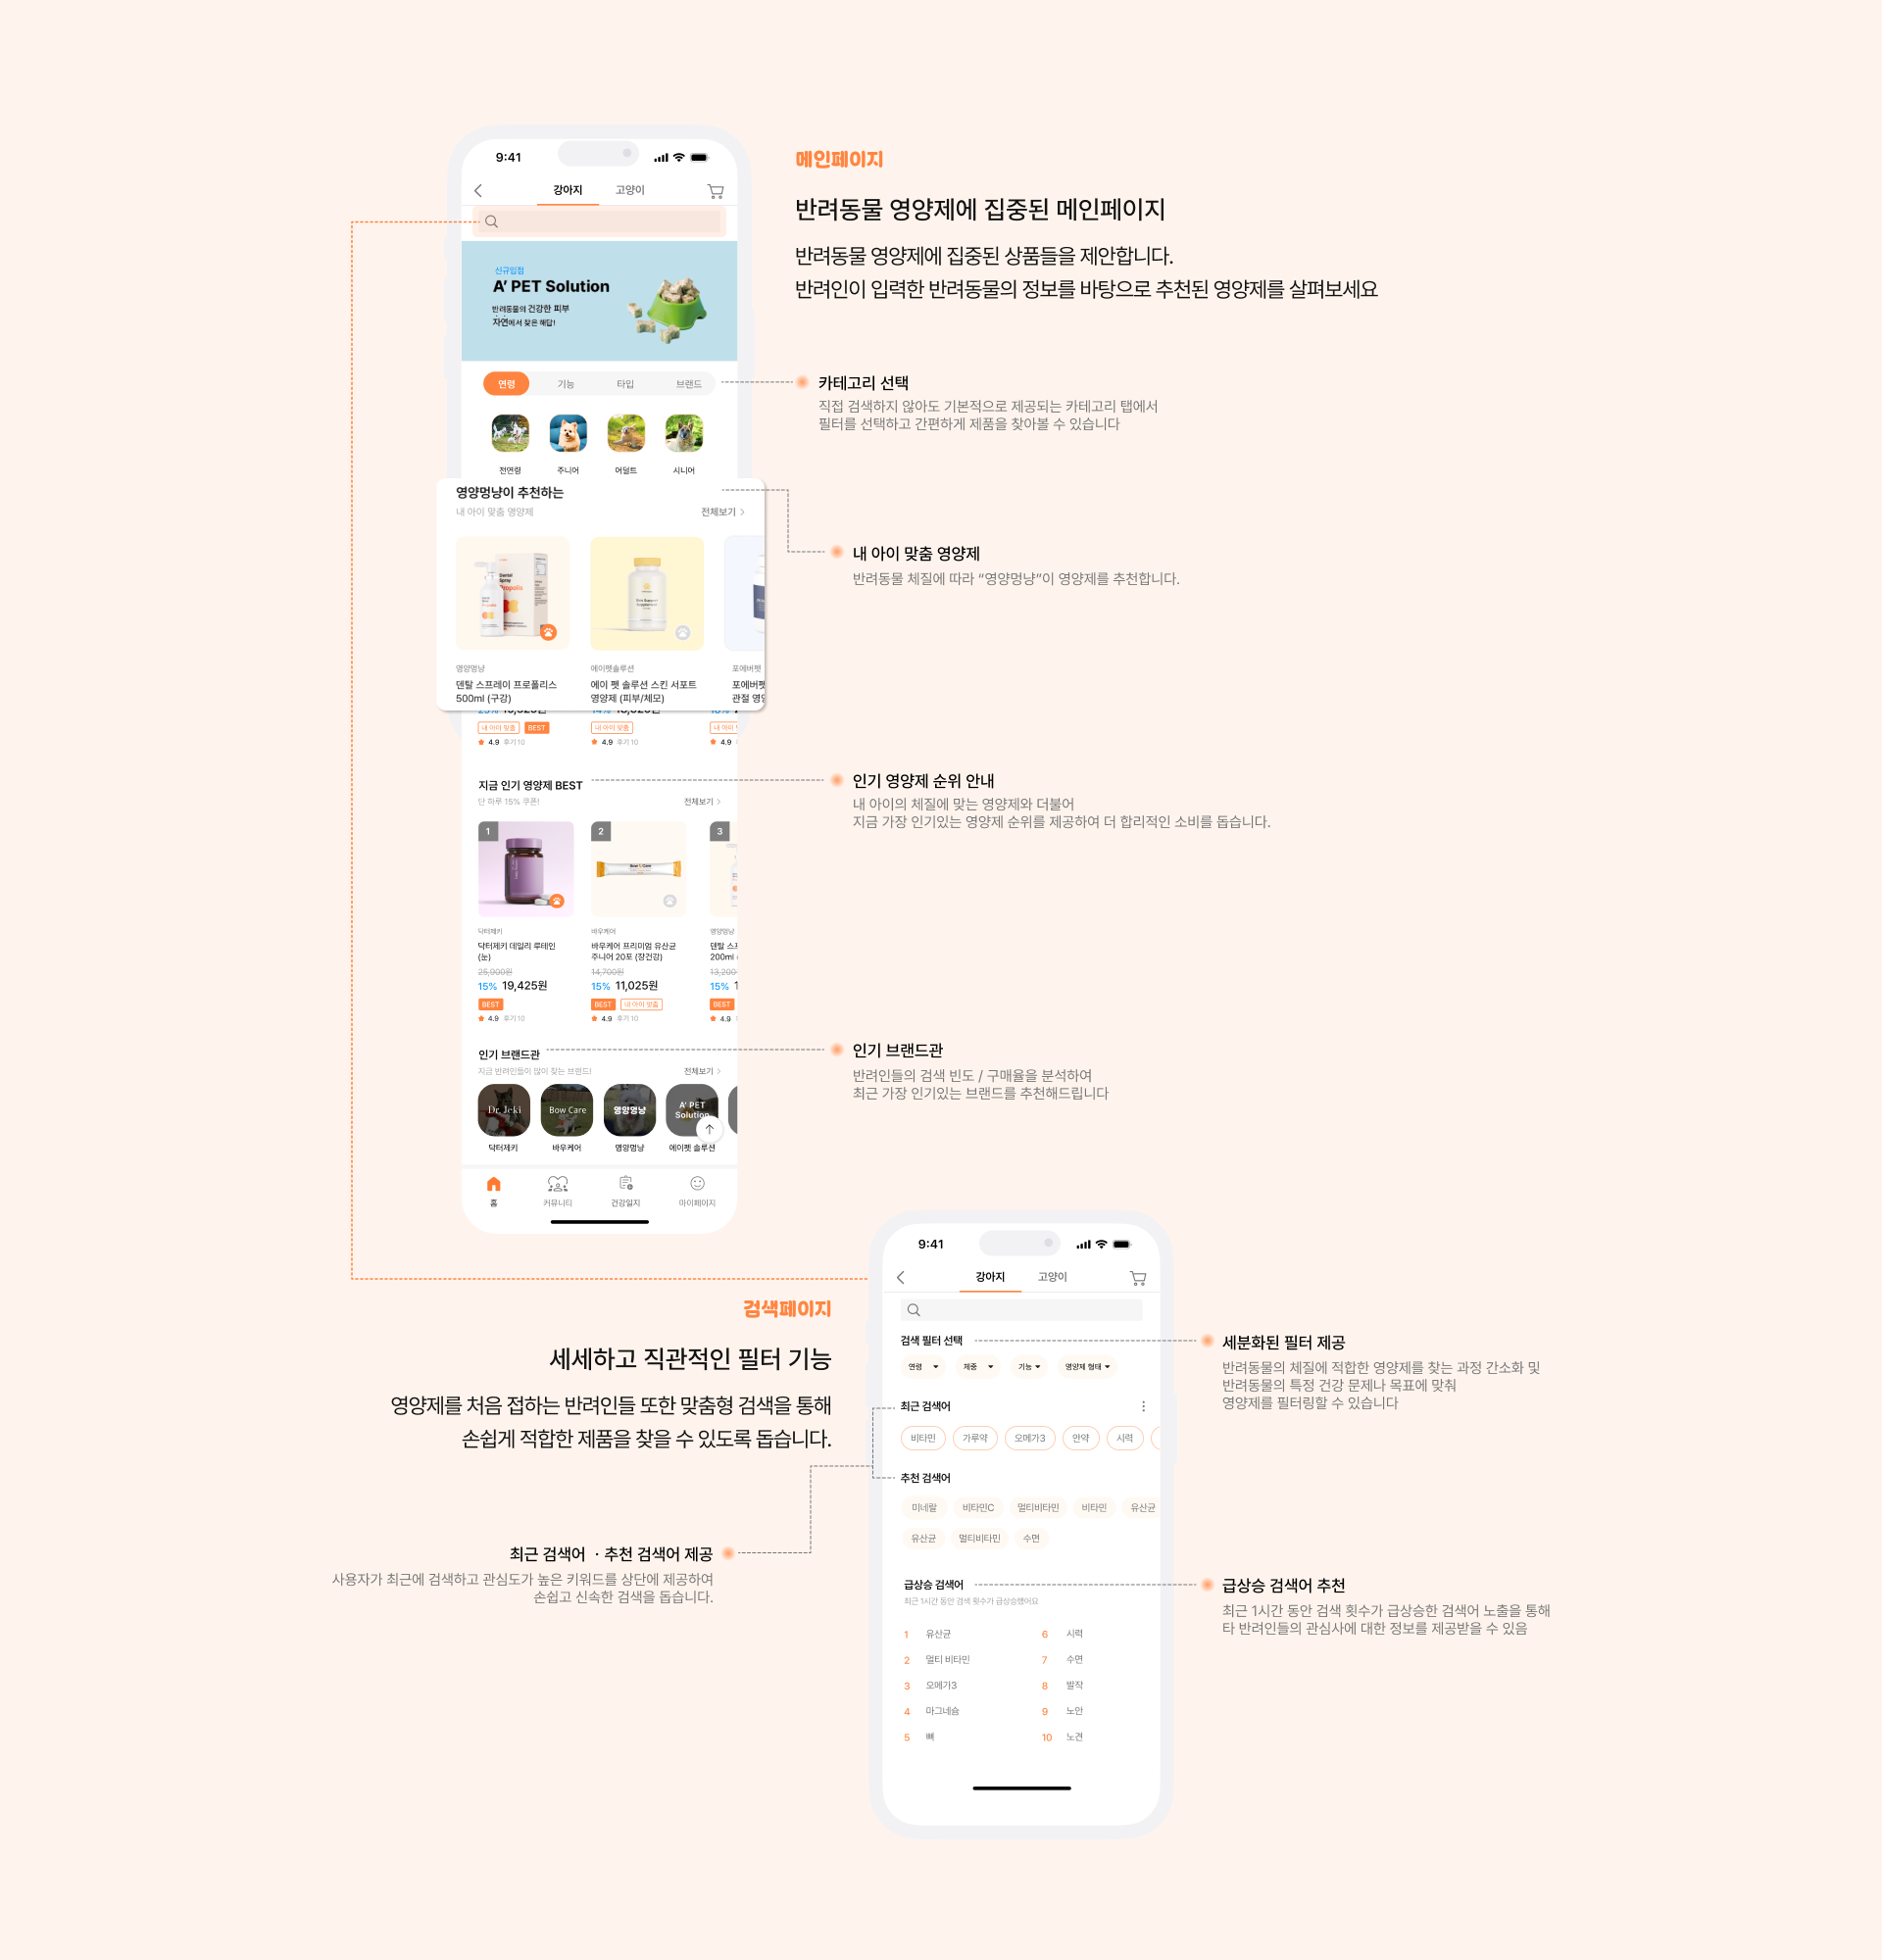 9:41
강아지
고양이
신규입점
A' PET Solution
반려동물의 건강한 피부
자연에서 찾은 해답!
연령
기능
타입
브랜드
전연령
주니어
어덜트
시니어
영양멍냥이 추천하는
내 아이 맞춤 영양제
전체보기
Dental
Spray
Propolis
영양멍냥
덴탈 스프레이 프로폴리스
500ml (구강)
내 아이 맞춤
BEST
4.9 후기 10
에이펫솔루션
에이 펫 솔루션 스킨 서포트
영양제 (피부/체모)
내 아이 맞춤
4.9 후기 10
포에버펫
포에버펫
관절 영양
4.9
지금 인기 영양제 BEST
단 하루 15% 쿠폰!
전체보기
1
2
3
닥터제키
닥터제키 데일리 루테인
(눈)
25,900원
15% 19,425원
BEST
4.9 후기 10
Bow Care
바우케어
바우케어 프리미엄 유산균
주니어 20포 (장건강)
14,700원
15% 11,025원
BEST
내 아이 맞춤
4.9 후기 10
영양멍냥
덴탈 스프
200ml
13,200
15% 1
BEST
4.9
인기 브랜드관
지금 반려인들이 많이 찾는 브랜드!
전체보기
Dr. Jeki
Bow Care
영양멍냥
A' PET
Solution
닥터제키
바우케어
영양멍냥
에이펫 솔루션
홈
커뮤니티
건강일지
마이페이지
메인페이지
반려동물 영양제에 집중된 메인페이지
반려동물 영양제에 집중된 상품들을 제안합니다.
반려인이 입력한 반려동물의 정보를 바탕으로 추천된 영양제를 살펴보세요
카테고리 선택
직접 검색하지 않아도 기본적으로 제공되는 카테고리 탭에서
필터를 선택하고 간편하게 제품을 찾아볼 수 있습니다
내 아이 맞춤 영양제
반려동물 체질에 따라 “영양멍냥”이 영양제를 추천합니다.
인기 영양제 순위 안내
내 아이의 체질에 맞는 영양제와 더불어
지금 가장 인기있는 영양제 순위를 제공하여 더 합리적인 소비를 돕습니다.
인기 브랜드관
반려인들의 검색 빈도 / 구매율을 분석하여
최근 가장 인기있는 브랜드를 추천해드립니다
검색페이지
세세하고 직관적인 필터 기능
영양제를 처음 접하는 반려인들 또한 맞춤형 검색을 통해
손쉽게 적합한 제품을 찾을 수 있도록 돕습니다.
최근 검색어 · 추천 검색어 제공
사용자가 최근에 검색하고 관심도가 높은 키워드를 상단에 제공하여
손쉽고 신속한 검색을 돕습니다.
9:41
강아지
고양이
검색 필터 선택
연령
체중
기능
영양제 형태
최근 검색어
비타민
가루약
오메가3
안약
시력
추천 검색어
미네랄
비타민C
멀티비타민
비타민
유산균
유산균
멀티비타민
수면
급상승 검색어
최근 1시간 동안 검색 횟수가 급상승했어요
1 유산균
2 멀티 비타민
3 오메가3
4 마그네슘
5 뼈
6 시력
7 수면
8 발작
9 노안
10 노견
세분화된 필터 제공
반려동물의 체질에 적합한 영양제를 찾는 과정 간소화 및
반려동물의 특정 건강 문제나 목표에 맞춰
영양제를 필터링할 수 있습니다
급상승 검색어 추천
최근 1시간 동안 검색 횟수가 급상승한 검색어 노출을 통해
타 반려인들의 관심사에 대한 정보를 제공받을 수 있음